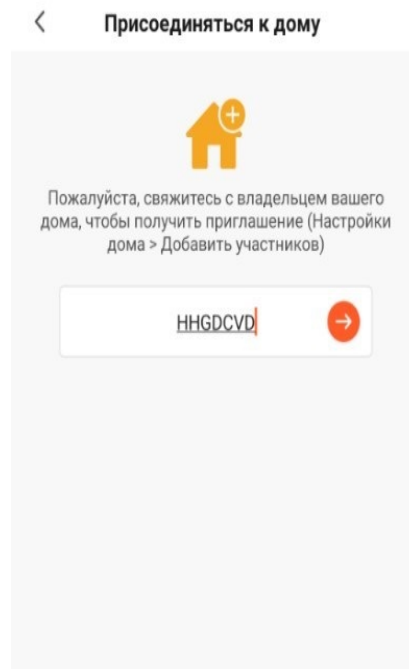 Присоединяться к дому
Пожалуйста, свяжитесь с владельцем вашего
дома, чтобы получить приглашение (Настройки
дома > Добавить участников)
HHGDCVD